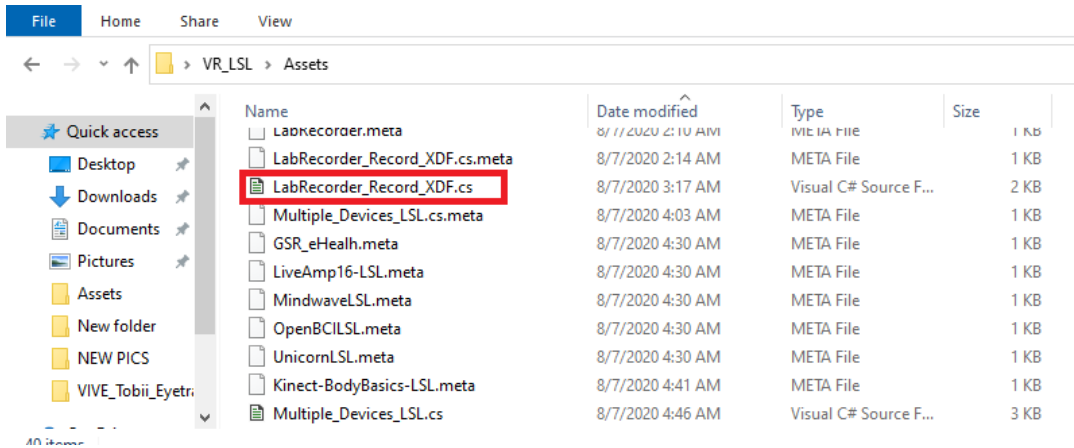 File Home Share View
VR_LSL > Assets
Name Date modified Type Size
LabRecorder.meta 8/7/2020 2:10 AM META File 1 KB
Quick access
LabRecorder_Record_XDF.cs.meta 8/7/2020 2:14 AM META File 1 KB
Desktop
LabRecorder_Record_XDF.cs 8/7/2020 3:17 AM Visual C# Source F... 2 KB
Downloads
Multiple_Devices_LSL.cs.meta 8/7/2020 4:03 AM META File 1 KB
Documents
GSR_eHealh.meta 8/7/2020 4:30 AM META File 1 KB
Pictures
LiveAmp16-LSL.meta 8/7/2020 4:30 AM META File 1 KB
Assets
MindwaveLSL.meta 8/7/2020 4:30 AM META File 1 KB
New folder
OpenBCILSL.meta 8/7/2020 4:30 AM META File 1 KB
NEW PICS
UnicornLSL.meta 8/7/2020 4:30 AM META File 1 KB
Kinect-BodyBasics-LSL.meta 8/7/2020 4:41 AM META File 1 KB
VIVE_Tobii_Eyetra
Multiple_Devices_LSL.cs 8/7/2020 4:46 AM Visual C# Source F... 3 KB
40 items